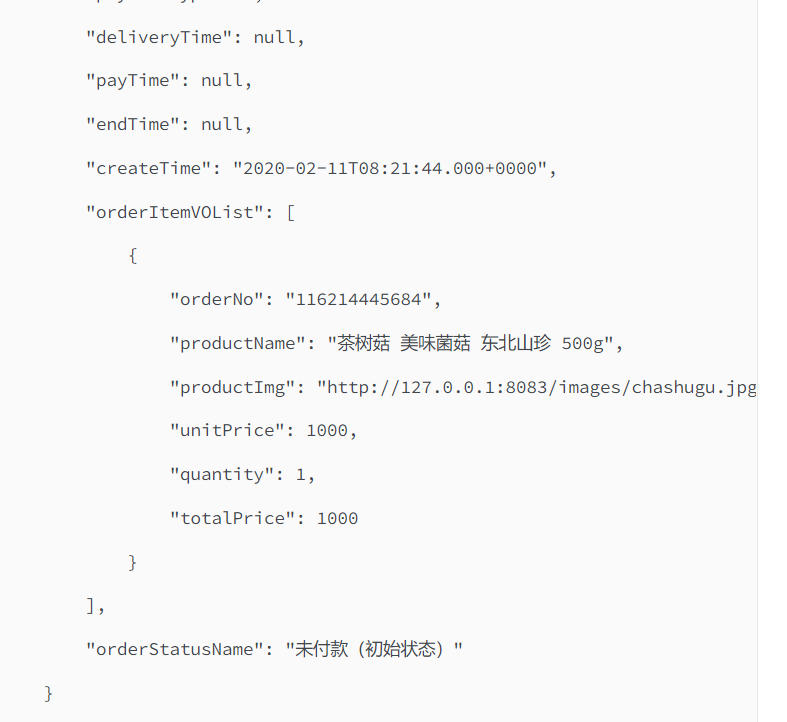 "deliveryTime": null,
"payTime": null,
"endTime": null,
"createTime": "2020-02-11T08:21:44.000+0000",
"orderItemVOList": [
{
"orderNo": "116214445684",
"productName": "茶树菇 美味菌菇 东北山珍 500g",
"productImg": "http://127.0.0.1:8083/images/chashugu.jpg
"unitPrice": 1000,
"quantity": 1,
"totalPrice": 1000
}
],
"orderStatusName": "未付款（初始状态）"
}